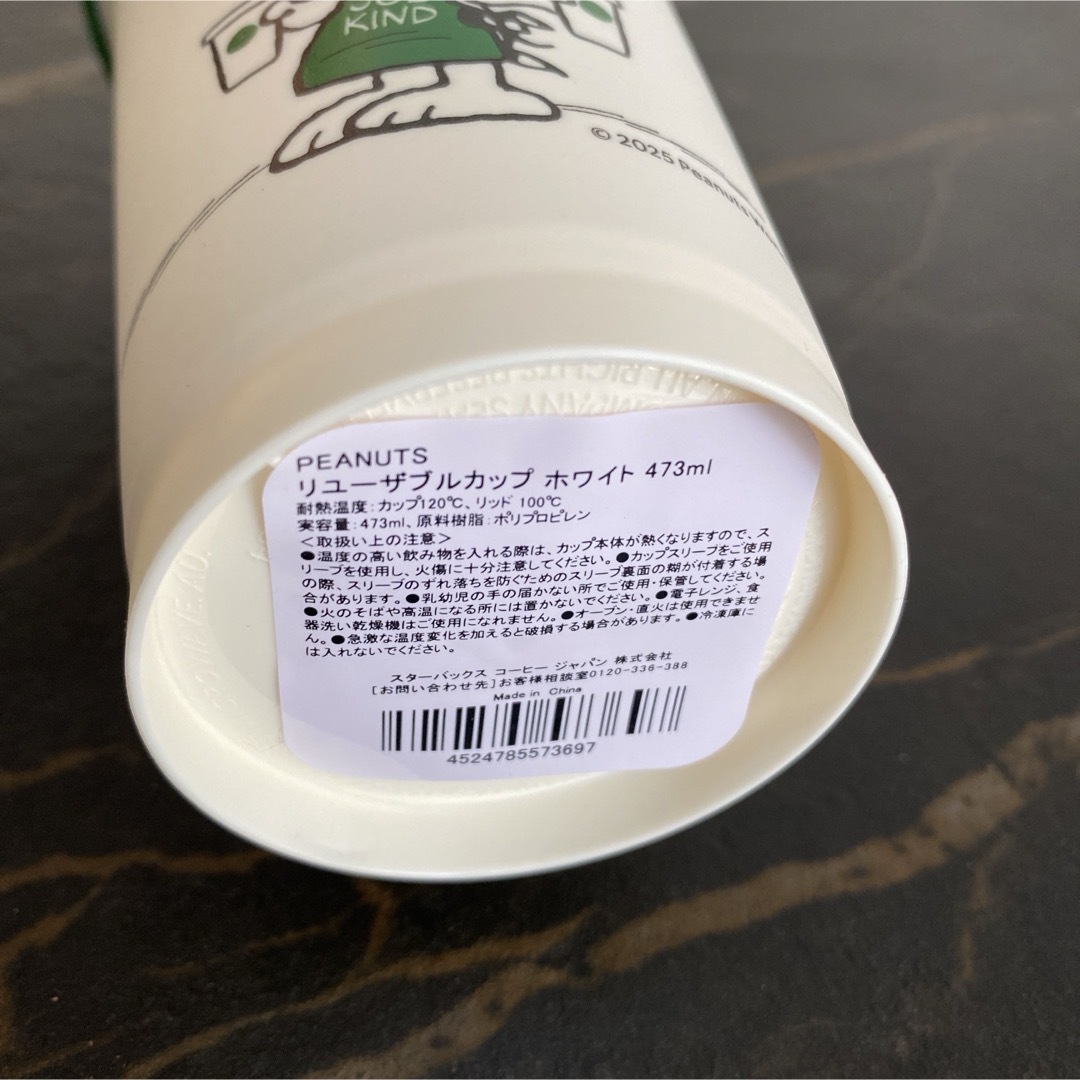 KIND
© 2025 Peanuts
PEANUTS
リユーザブルカップ ホワイト 473ml
耐熱温度：カップ120℃、リッド 100℃
実容量：473ml、原料樹脂：ポリプロピレン
＜取扱い上の注意＞
●温度の高い飲み物を入れる際は、カップ本体が熱くなりますので、ス
リーブを使用し、火傷に十分注意してください。●カップスリーブをご使用
の際、スリーブのずれ落ちを防ぐためのスリーブ裏面の糊が付着する場
合があります。●乳幼児の手の届かない所でご使用・保管してください。
●火のそばや高温になる所には置かないでください。●電子レンジ、食
器洗い乾燥機はご使用になれません。●オーブン・直火は使用できませ
ん。●急激な温度変化を加えると破損する場合があります。●冷凍庫に
は入れないでください。
スターバックス コーヒー ジャパン 株式会社
[お問い合わせ先]お客様相談室0120-336-388
Made in China
4524785573697